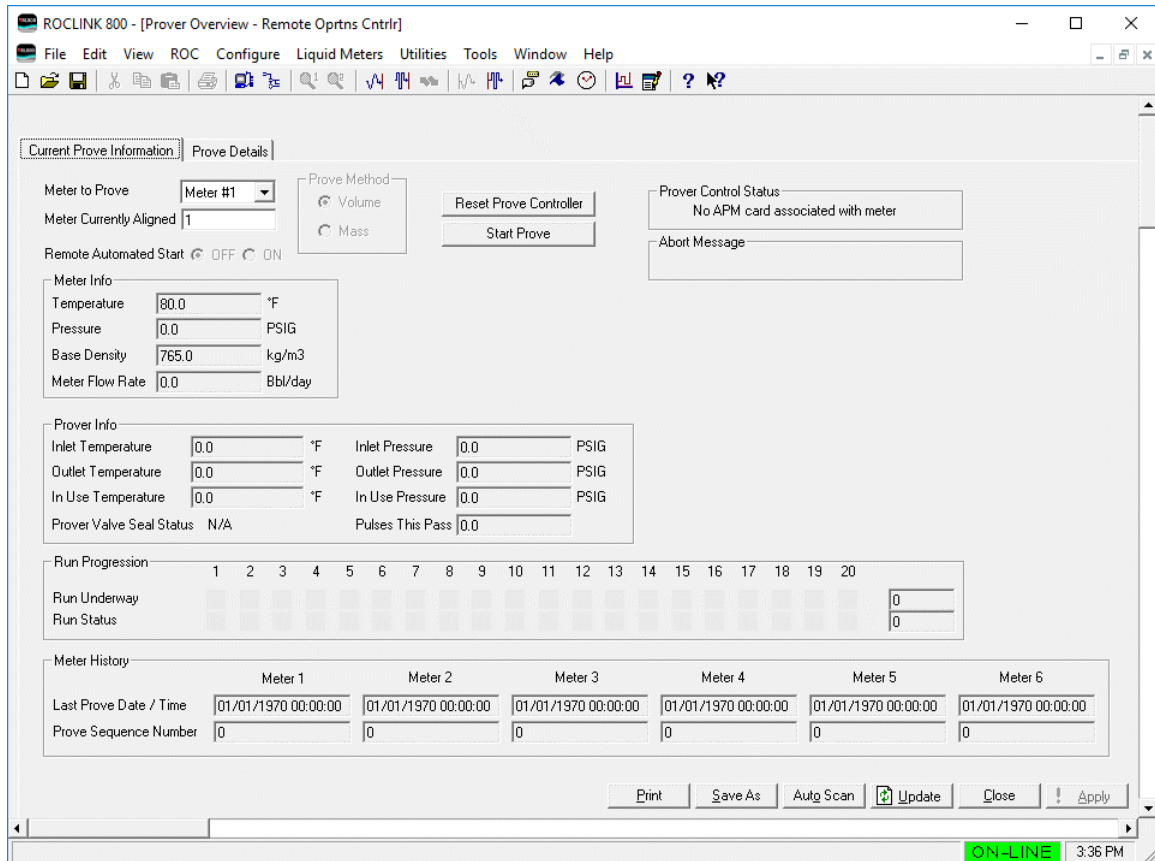 ROCLINK 800 - [Prover Overview - Remote Oprtns Cntrlr]
File Edit View ROC Configure Liquid Meters Utilities Tools Window Help
Current Prove Information Prove Details
Meter to Prove Meter #1 Prove Method Volume Mass Reset Prove Controller Prover Control Status
No APM card associated with meter
Meter Currently Aligned 1 Start Prove
Abort Message
Remote Automated Start OFF ON
Meter Info
Temperature 80.0 °F
Pressure 0.0 PSIG
Base Density 765.0 kg/m3
Meter Flow Rate 0.0 Bbl/day
Prover Info
Inlet Temperature 0.0 °F Inlet Pressure 0.0 PSIG
Outlet Temperature 0.0 °F Outlet Pressure 0.0 PSIG
In Use Temperature 0.0 °F In Use Pressure 0.0 PSIG
Prover Valve Seal Status N/A Pulses This Pass 0.0
Run Progression
1 2 3 4 5 6 7 8 9 10 11 12 13 14 15 16 17 18 19 20
Run Underway 0
Run Status 0
Meter History
Meter 1 Meter 2 Meter 3 Meter 4 Meter 5 Meter 6
Last Prove Date / Time 01/01/1970 00:00:00 01/01/1970 00:00:00 01/01/1970 00:00:00 01/01/1970 00:00:00 01/01/1970 00:00:00 01/01/1970 00:00:00
Prove Sequence Number 0 0 0 0 0 0
Print Save As Auto Scan Update Close ! Apply
ON-LINE 3:36 PM